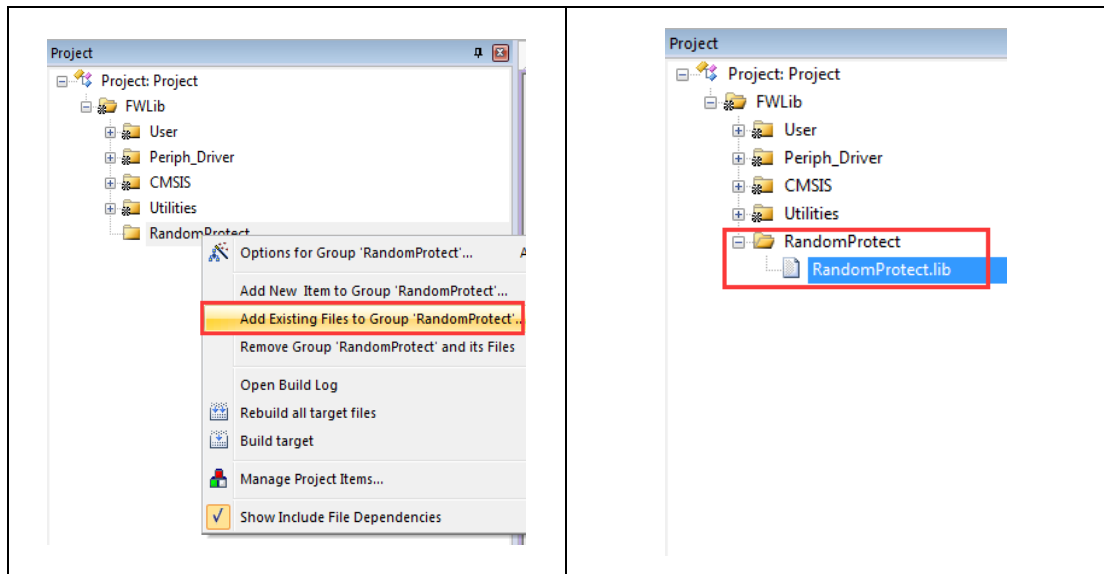 Project
Project: Project
FWLib
User
Periph_Driver
CMSIS
Utilities
RandomProtect
Options for Group 'RandomProtect'... A
Add New Item to Group 'RandomProtect'...
Add Existing Files to Group 'RandomProtect'..
Remove Group 'RandomProtect' and its Files
Open Build Log
Rebuild all target files
Build target
Manage Project Items...
Show Include File Dependencies
Project
Project: Project
FWLib
User
Periph_Driver
CMSIS
Utilities
RandomProtect
RandomProtect.lib